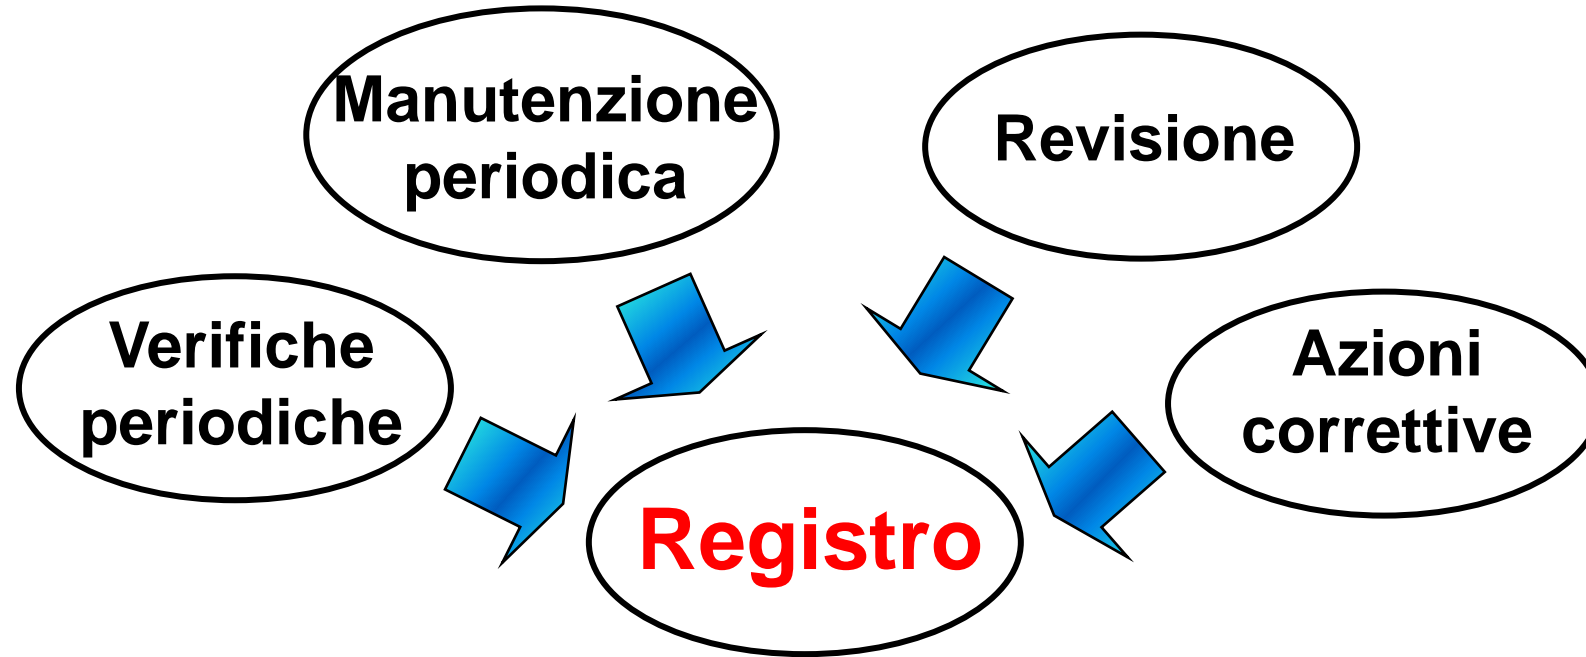 Manutenzione
periodica
Revisione
Verifiche
periodiche
Azioni
correttive
Registro